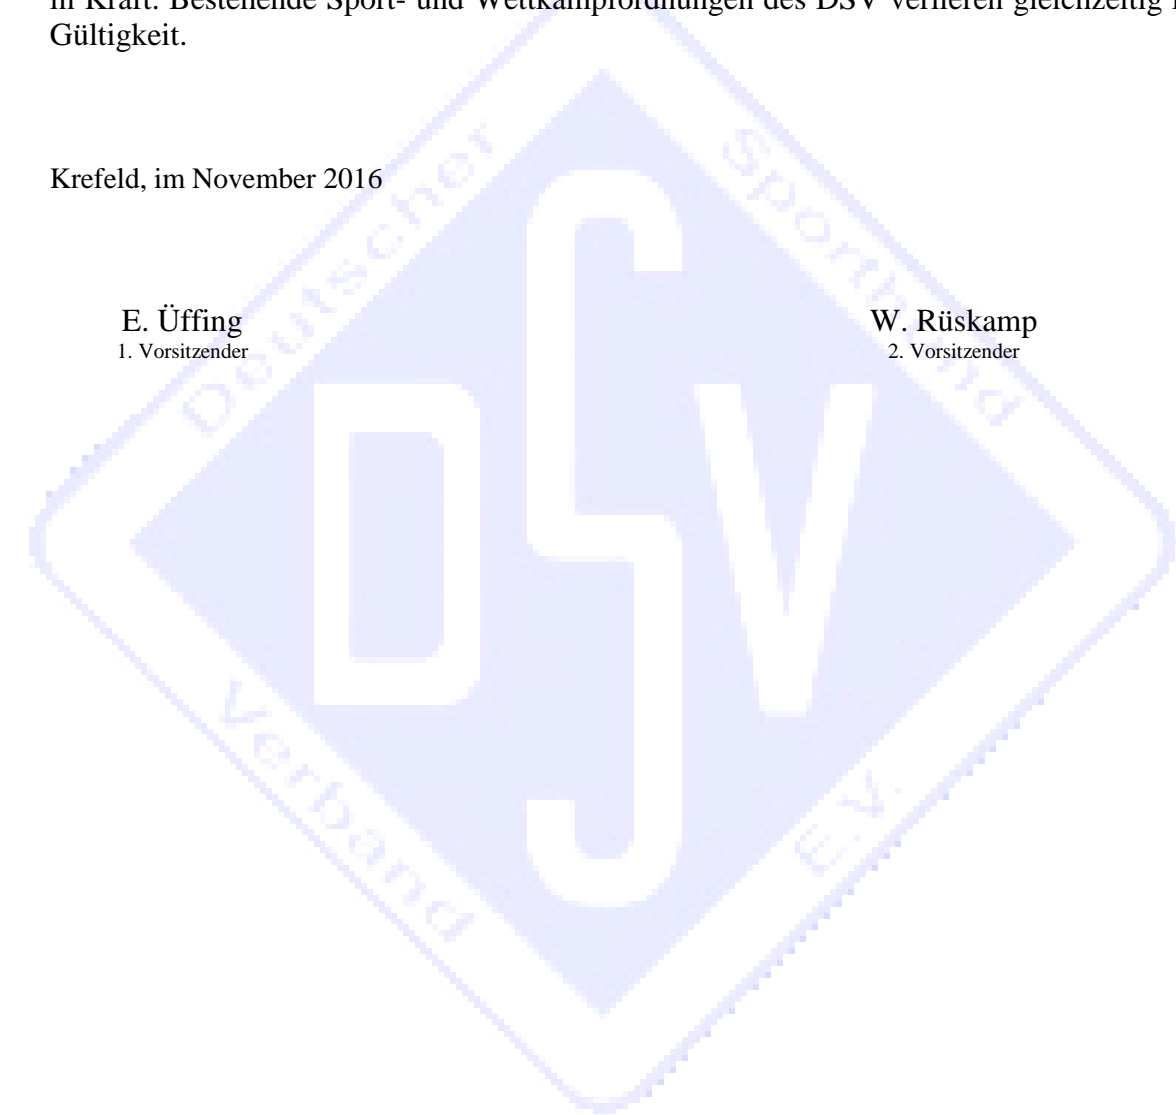 in Kraft. Bestehende Sport- und Wettkampfordnungen des DSV verlieren gleichzeitig
Gültigkeit.
Krefeld, im November 2016
E. Üffing W. Rüskamp
1. Vorsitzender 2. Vorsitzender
Deutscher
Sportbund
DSV
Verband
E.V.